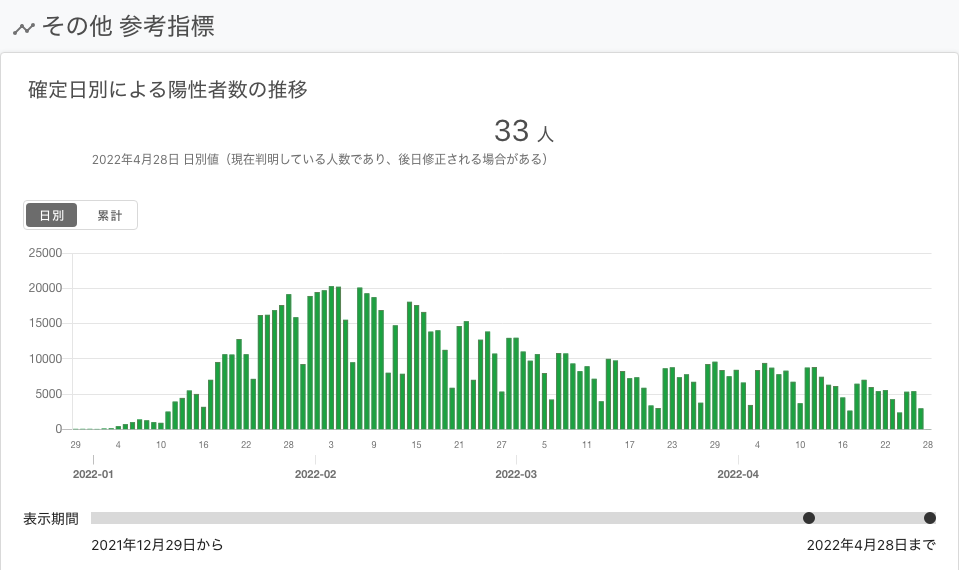 その他 参考指標
確定日別による陽性者数の推移
33 人
2022年4月28日 日別値（現在判明している人数であり、後日修正される場合がある）
日別 累計
25000
20000
15000
10000
5000
0
29 4 10 16 22 28 3 9 15 21 27 5 11 17 23 29 4 10 16 22 28
2022-01 2022-02 2022-03 2022-04
表示期間
2021年12月29日から 2022年4月28日まで